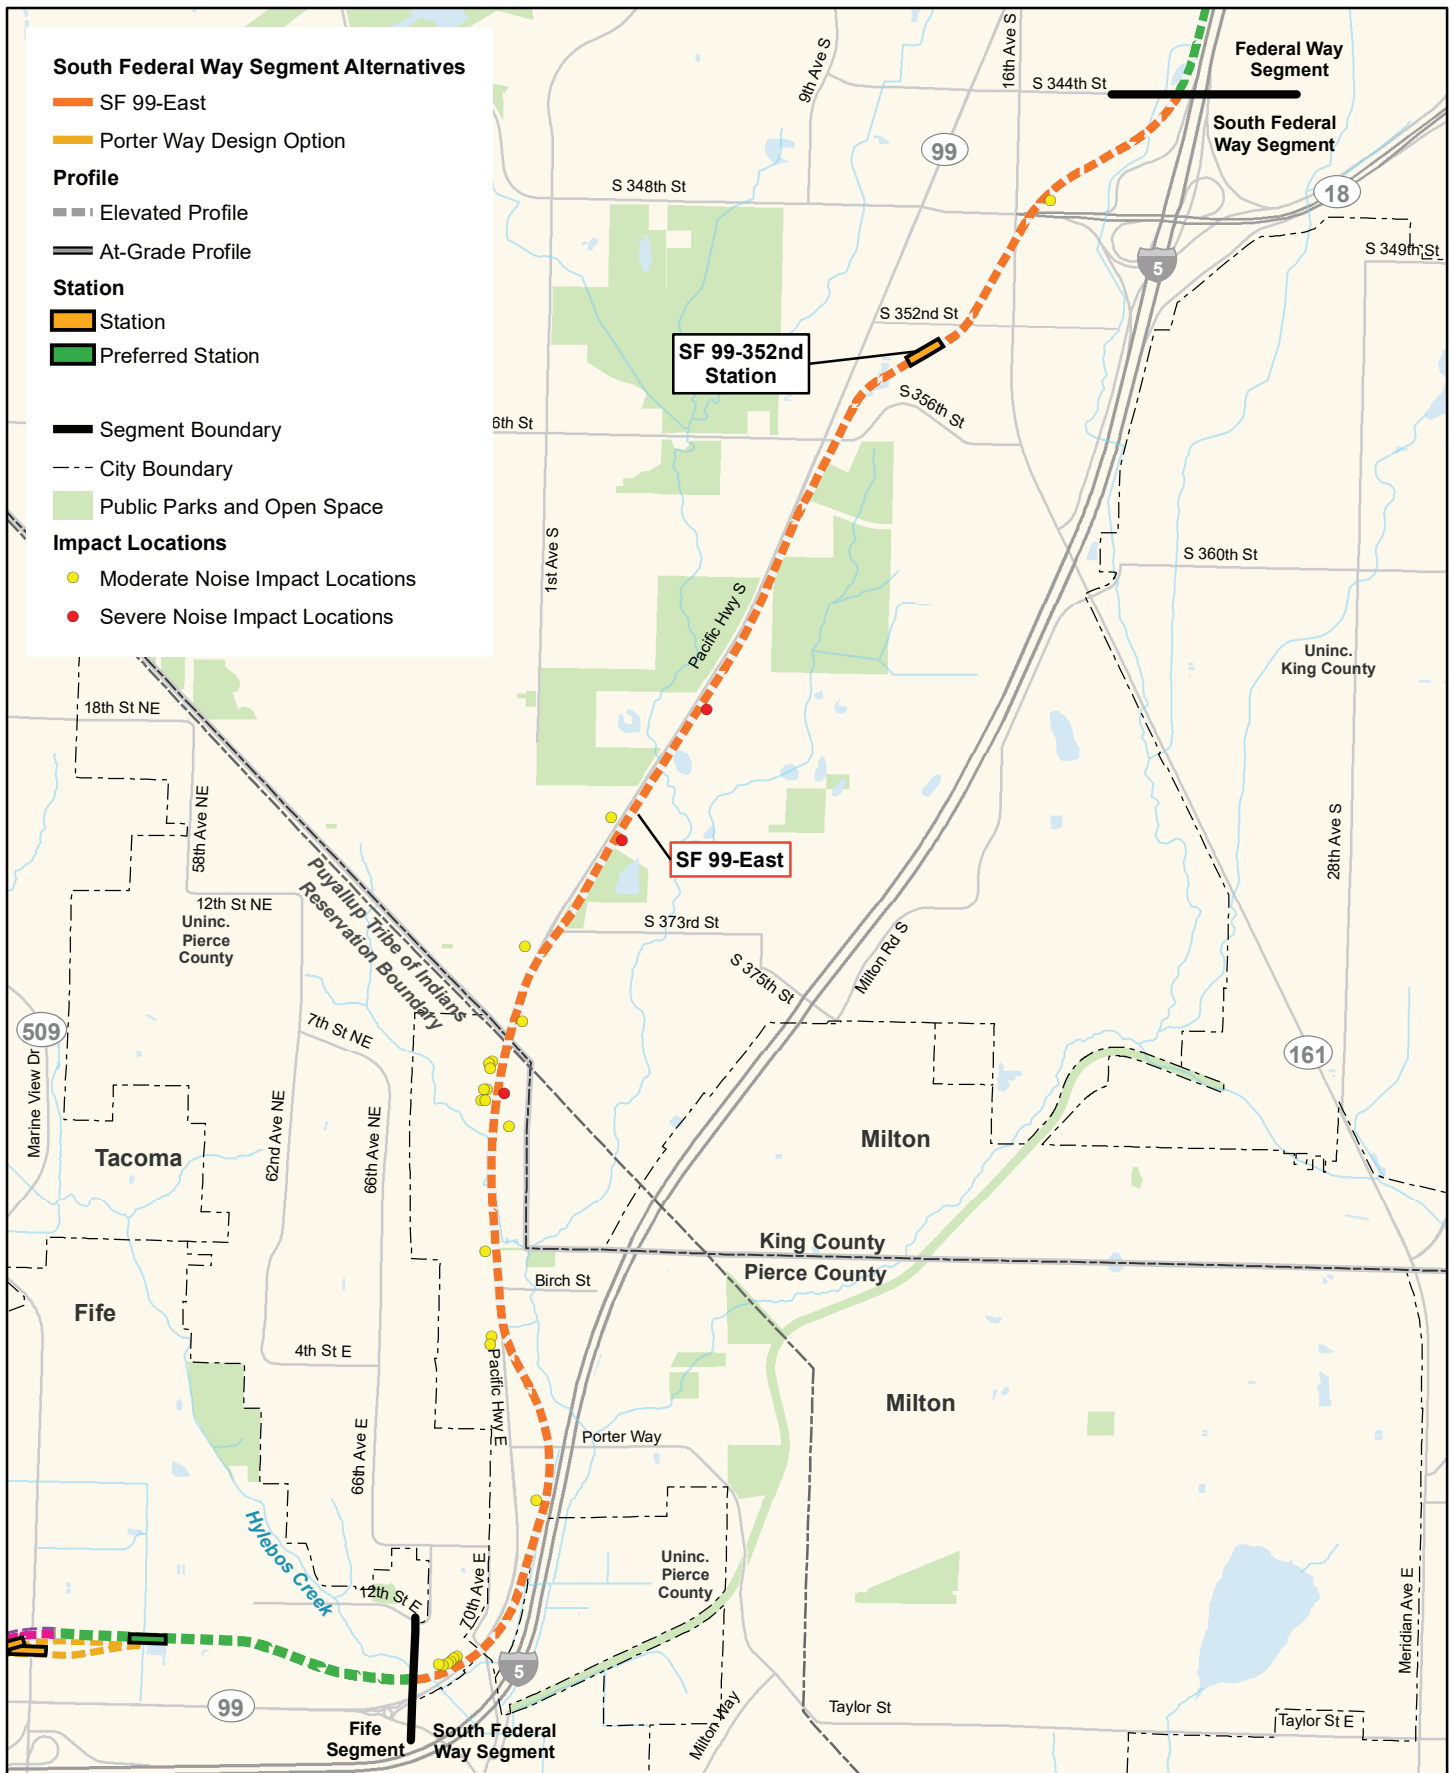 South Federal Way Segment Alternatives
SF 99-East
Porter Way Design Option
Profile
Elevated Profile
At-Grade Profile
Station
Station
Preferred Station
Segment Boundary
City Boundary
Public Parks and Open Space
Impact Locations
Moderate Noise Impact Locations
Severe Noise Impact Locations
9th Ave S
16th Ave S
S 344th St
Federal Way
Segment
South Federal
Way Segment
99
18
S 348th St
S 349th St
5
S 352nd St
SF 99-352nd
Station
S 356th St
6th St
1st Ave S
S 360th St
Pacific Hwy S
Uninc.
King County
18th St NE
58th Ave NE
28th Ave S
SF 99-East
12th St NE
Uninc.
Pierce
County
Puyallup Tribe of Indians
Reservation Boundary
S 373rd St
S 375th St
Milton Rd S
509
7th St NE
161
Marine View Dr
62nd Ave NE
66th Ave NE
Tacoma
Milton
King County
Pierce County
Birch St
Fife
4th St E
Pacific Hwy E
Milton
66th Ave E
Porter Way
Hylebos Creek
Uninc.
Pierce
County
12th St E
70th Ave E
Meridian Ave E
5
99
Fife
Segment
South Federal
Way Segment
Milton Way
Taylor St
Taylor St E